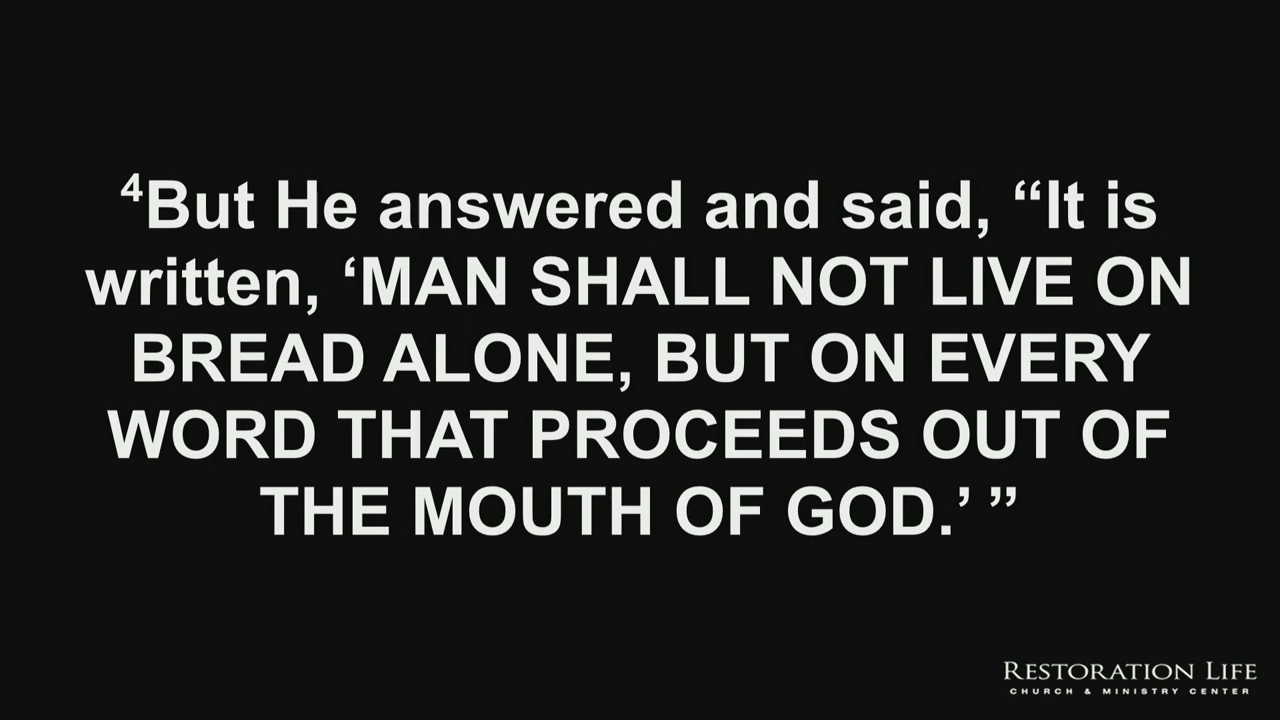 ⁴But He answered and said, “It is
written, ‘MAN SHALL NOT LIVE ON
BREAD ALONE, BUT ON EVERY
WORD THAT PROCEEDS OUT OF
THE MOUTH OF GOD.’ ”
RESTORATION LIFE
CHURCH & MINISTRY CENTER